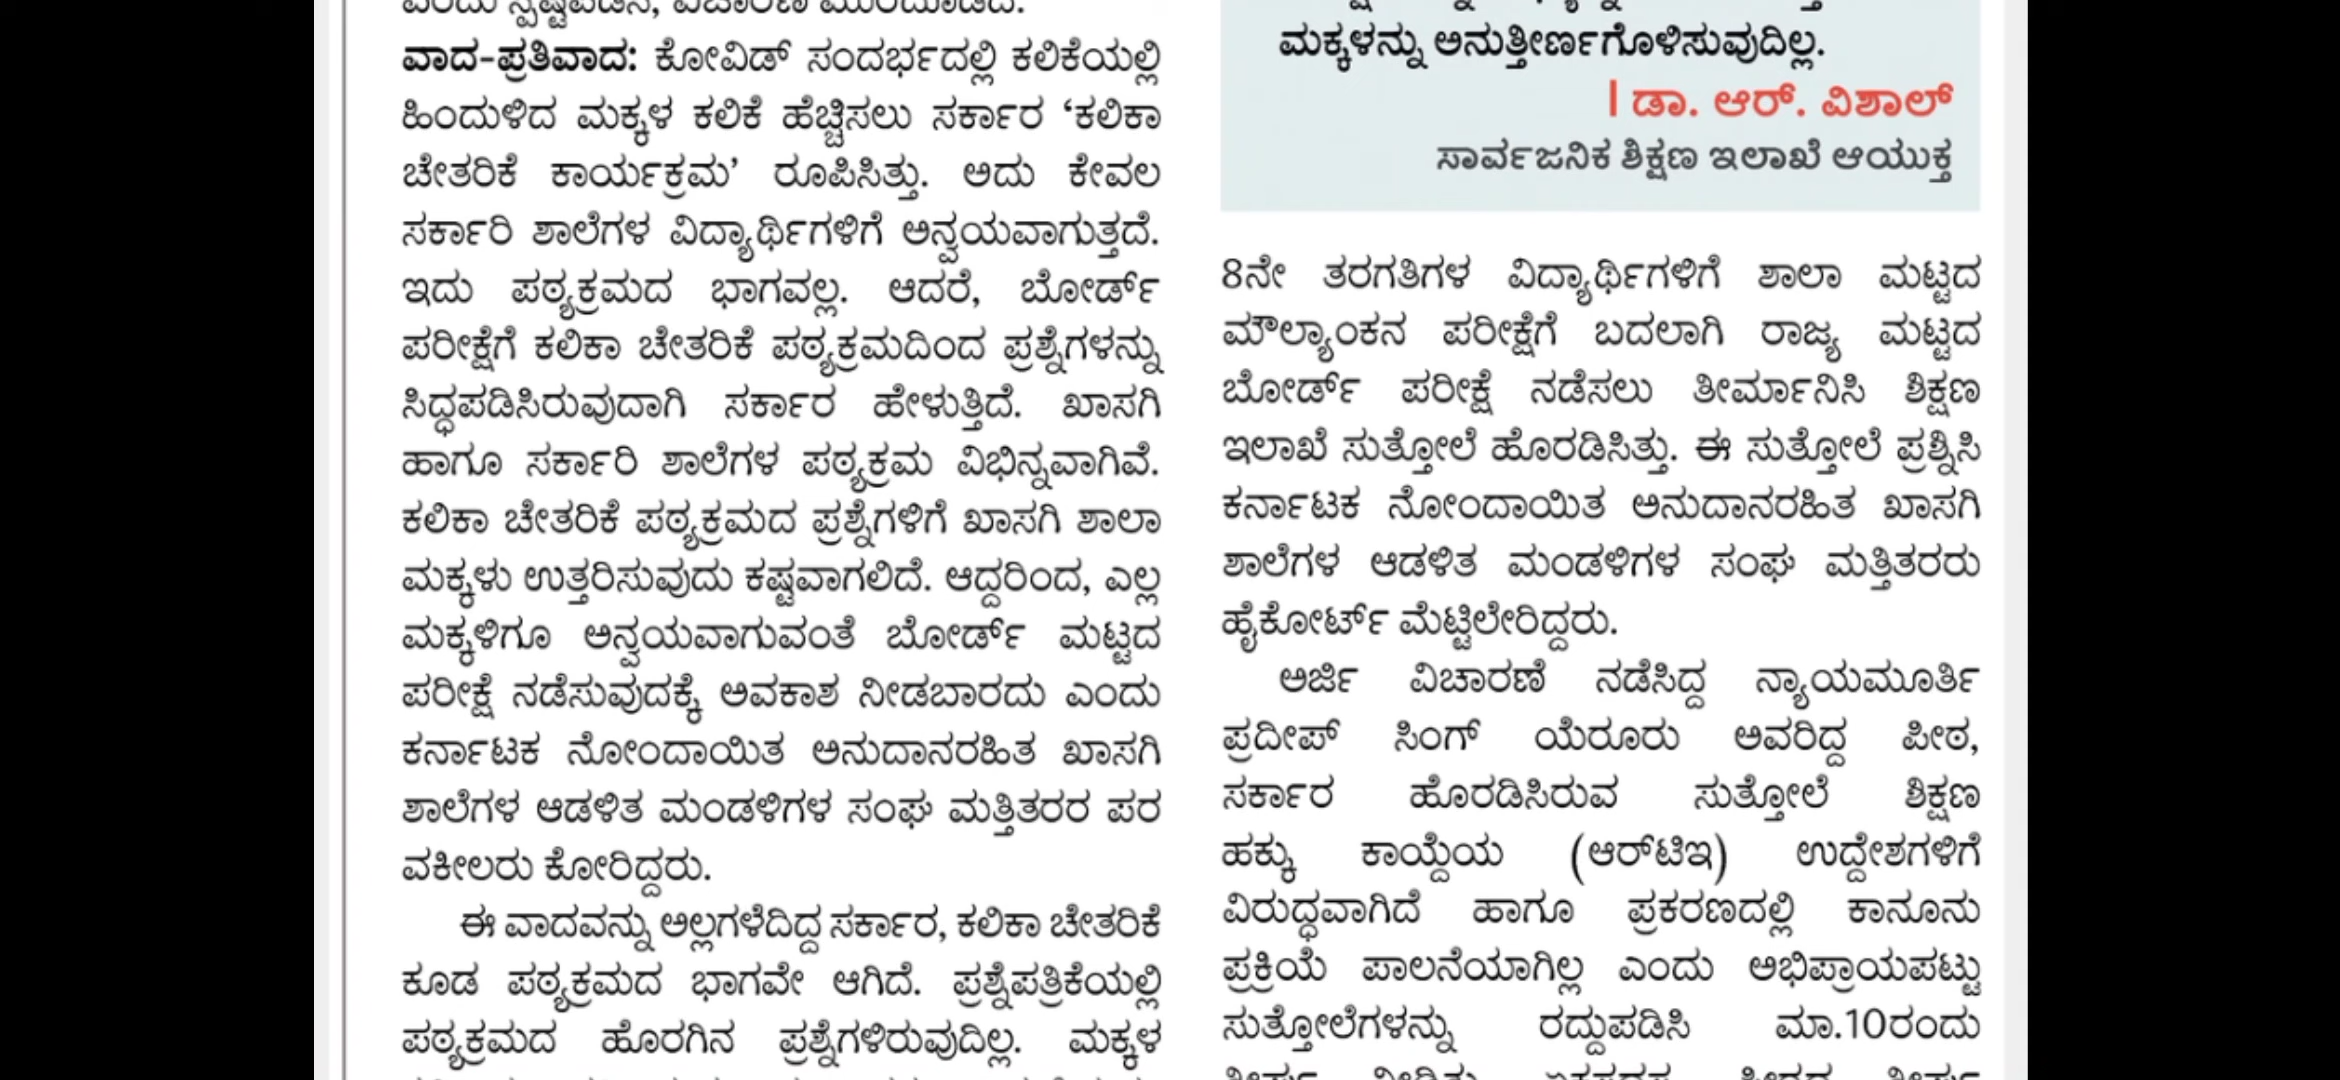 ವಾದ-ಪ್ರತಿವಾದ: ಕೋವಿಡ್ ಸಂದರ್ಭದಲ್ಲಿ ಕಲಿಕೆಯಲ್ಲಿ
ಹಿಂದುಳಿದ ಮಕ್ಕಳ ಕಲಿಕೆ ಹೆಚ್ಚಿಸಲು ಸರ್ಕಾರ ‘ಕಲಿಕಾ
ಚೇತರಿಕೆ ಕಾರ್ಯಕ್ರಮ’ ರೂಪಿಸಿತ್ತು. ಅದು ಕೇವಲ
ಸರ್ಕಾರಿ ಶಾಲೆಗಳ ವಿದ್ಯಾರ್ಥಿಗಳಿಗೆ ಅನ್ವಯವಾಗುತ್ತದೆ.
ಇದು ಪಠ್ಯಕ್ರಮದ ಭಾಗವಲ್ಲ. ಆದರೆ, ಬೋರ್ಡ್
ಪರೀಕ್ಷೆಗೆ ಕಲಿಕಾ ಚೇತರಿಕೆ ಪಠ್ಯಕ್ರಮದಿಂದ ಪ್ರಶ್ನೆಗಳನ್ನು
ಸಿದ್ಧಪಡಿಸಿರುವುದಾಗಿ ಸರ್ಕಾರ ಹೇಳುತ್ತಿದೆ. ಖಾಸಗಿ
ಹಾಗೂ ಸರ್ಕಾರಿ ಶಾಲೆಗಳ ಪಠ್ಯಕ್ರಮ ವಿಭಿನ್ನವಾಗಿವೆ.
ಕಲಿಕಾ ಚೇತರಿಕೆ ಪಠ್ಯಕ್ರಮದ ಪ್ರಶ್ನೆಗಳಿಗೆ ಖಾಸಗಿ ಶಾಲಾ
ಮಕ್ಕಳು ಉತ್ತರಿಸುವುದು ಕಷ್ಟವಾಗಲಿದೆ. ಆದ್ದರಿಂದ, ಎಲ್ಲ
ಮಕ್ಕಳಿಗೂ ಅನ್ವಯವಾಗುವಂತೆ ಬೋರ್ಡ್ ಮಟ್ಟದ
ಪರೀಕ್ಷೆ ನಡೆಸುವುದಕ್ಕೆ ಅವಕಾಶ ನೀಡಬಾರದು ಎಂದು
ಕರ್ನಾಟಕ ನೋಂದಾಯಿತ ಅನುದಾನರಹಿತ ಖಾಸಗಿ
ಶಾಲೆಗಳ ಆಡಳಿತ ಮಂಡಳಿಗಳ ಸಂಘ ಮತ್ತಿತರರ ಪರ
ವಕೀಲರು ಕೋರಿದ್ದರು.
ಈ ವಾದವನ್ನು ಅಲ್ಲಗಳೆದಿದ್ದ ಸರ್ಕಾರ, ಕಲಿಕಾ ಚೇತರಿಕೆ
ಕೂಡ ಪಠ್ಯಕ್ರಮದ ಭಾಗವೇ ಆಗಿದೆ. ಪ್ರಶ್ನೆಪತ್ರಿಕೆಯಲ್ಲಿ
ಪಠ್ಯಕ್ರಮದ ಹೊರಗಿನ ಪ್ರಶ್ನೆಗಳಿರುವುದಿಲ್ಲ. ಮಕ್ಕಳ
ಮಕ್ಕಳನ್ನು ಅನುತ್ತೀರ್ಣಗೊಳಿಸುವುದಿಲ್ಲ.
| ಡಾ. ಆರ್. ವಿಶಾಲ್
ಸಾರ್ವಜನಿಕ ಶಿಕ್ಷಣ ಇಲಾಖೆ ಆಯುಕ್ತ
8ನೇ ತರಗತಿಗಳ ವಿದ್ಯಾರ್ಥಿಗಳಿಗೆ ಶಾಲಾ ಮಟ್ಟದ
ಮೌಲ್ಯಾಂಕನ ಪರೀಕ್ಷೆಗೆ ಬದಲಾಗಿ ರಾಜ್ಯ ಮಟ್ಟದ
ಬೋರ್ಡ್ ಪರೀಕ್ಷೆ ನಡೆಸಲು ತೀರ್ಮಾನಿಸಿ ಶಿಕ್ಷಣ
ಇಲಾಖೆ ಸುತ್ತೋಲೆ ಹೊರಡಿಸಿತ್ತು. ಈ ಸುತ್ತೋಲೆ ಪ್ರಶ್ನಿಸಿ
ಕರ್ನಾಟಕ ನೋಂದಾಯಿತ ಅನುದಾನರಹಿತ ಖಾಸಗಿ
ಶಾಲೆಗಳ ಆಡಳಿತ ಮಂಡಳಿಗಳ ಸಂಘ ಮತ್ತಿತರರು
ಹೈಕೋರ್ಟ್ ಮೆಟ್ಟಿಲೇರಿದ್ದರು.
ಅರ್ಜಿ ವಿಚಾರಣೆ ನಡೆಸಿದ್ದ ನ್ಯಾಯಮೂರ್ತಿ
ಪ್ರದೀಪ್ ಸಿಂಗ್ ಯೆರೂರು ಅವರಿದ್ದ ಪೀಠ,
ಸರ್ಕಾರ ಹೊರಡಿಸಿರುವ ಸುತ್ತೋಲೆ ಶಿಕ್ಷಣ
ಹಕ್ಕು ಕಾಯ್ದೆಯ (ಆರ್‌ಟಿಇ) ಉದ್ದೇಶಗಳಿಗೆ
ವಿರುದ್ಧವಾಗಿದೆ ಹಾಗೂ ಪ್ರಕರಣದಲ್ಲಿ ಕಾನೂನು
ಪ್ರಕ್ರಿಯೆ ಪಾಲನೆಯಾಗಿಲ್ಲ ಎಂದು ಅಭಿಪ್ರಾಯಪಟ್ಟು
ಸುತ್ತೋಲೆಗಳನ್ನು ರದ್ದುಪಡಿಸಿ ಮಾ.10ರಂದು